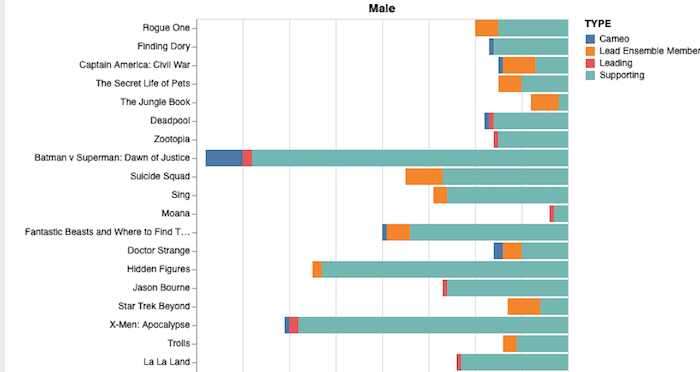 Male
Rogue One
Finding Dory
Captain America: Civil War
The Secret Life of Pets
The Jungle Book
Deadpool
Zootopia
Batman v Superman: Dawn of Justice
Suicide Squad
Sing
Moana
Fantastic Beasts and Where to Find T...
Doctor Strange
Hidden Figures
Jason Bourne
Star Trek Beyond
X-Men: Apocalypse
Trolls
La La Land
TYPE
Cameo
Lead Ensemble Member
Leading
Supporting